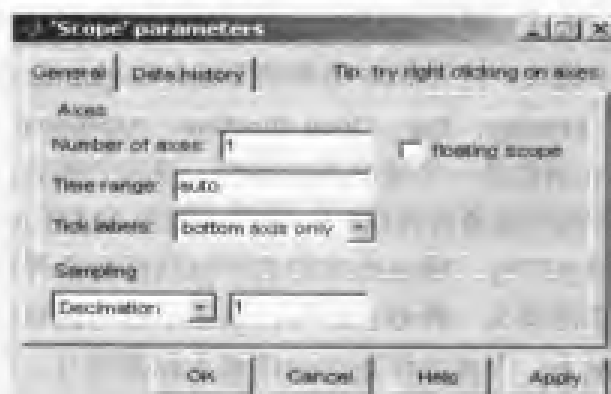 'Scope' parameters
General Data history Tip: try right clicking on axes
Axes
Number of axes: 1 floating scope
Time range: auto
Tick labels: bottom axis only
Sampling
Decimation 1
OK Cancel Help Apply